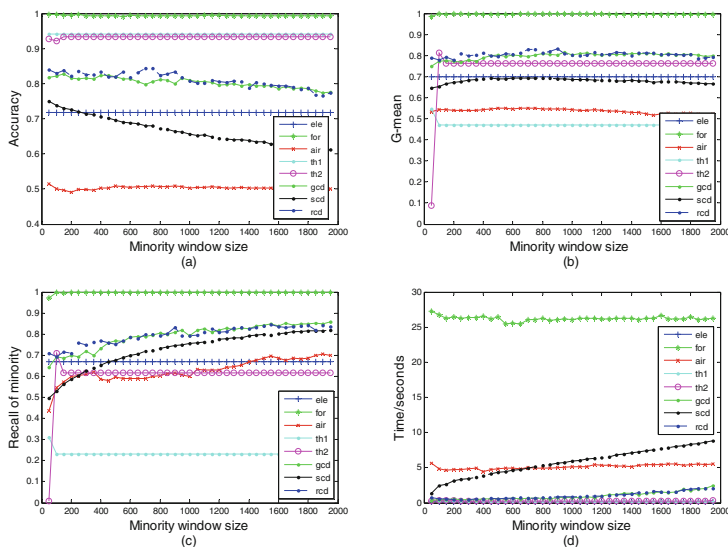 1
0.9
0.8
0.7
0.6
0.5
0.4
0 200 400 600 800 1000 1200 1400 1600 1800 2000
Accuracy
Minority window size
(a)
ele
for
air
th1
th2
gcd
scd
rcd
1
0.9
0.8
0.7
0.6
0.5
0.4
0.3
0.2
0.1
0
0 200 400 600 800 1000 1200 1400 1600 1800 2000
G-mean
Minority window size
(b)
ele
for
air
th1
th2
gcd
scd
rcd
1
0.9
0.8
0.7
0.6
0.5
0.4
0.3
0.2
0.1
0
0 200 400 600 800 1000 1200 1400 1600 1800 2000
Recall of minority
Minority window size
(c)
ele
for
air
th1
th2
gcd
scd
rcd
30
25
20
15
10
5
0
0 200 400 600 800 1000 1200 1400 1600 1800 2000
Time/seconds
Minority window size
(d)
ele
for
air
th1
th2
gcd
scd
rcd